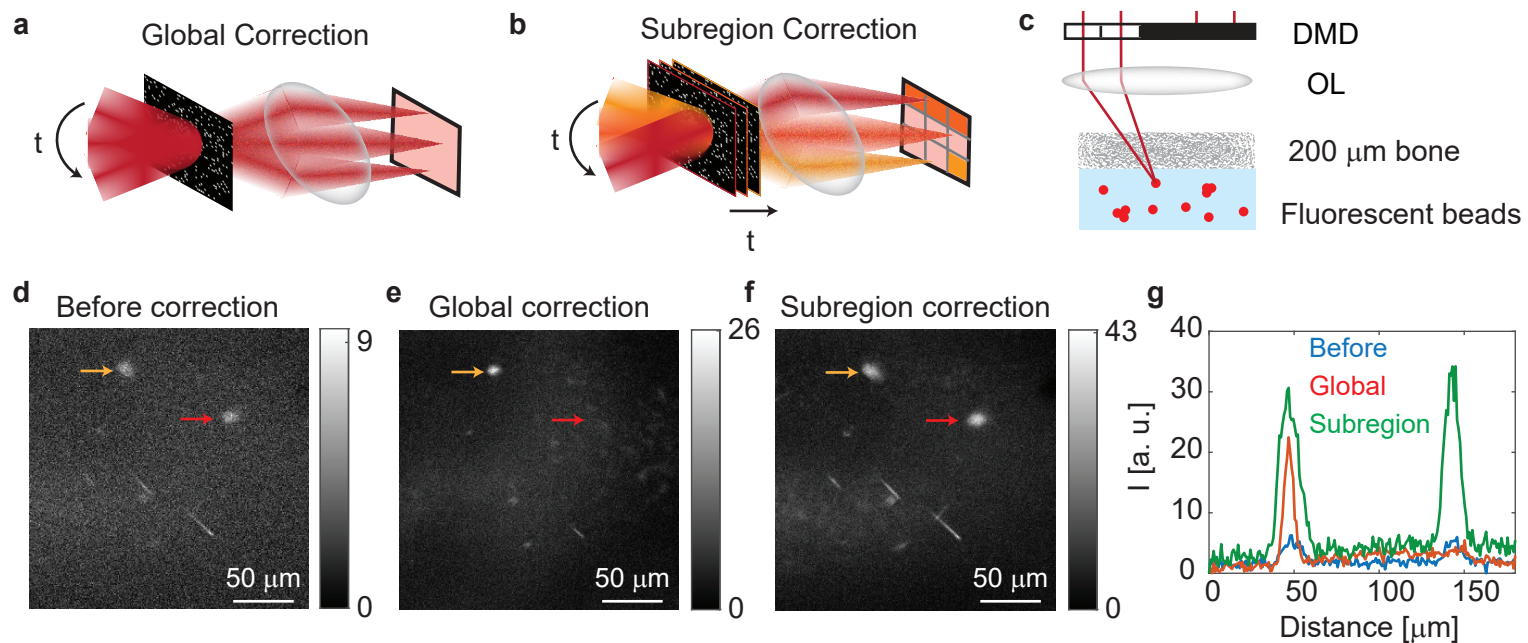 a
Global Correction
t
b
Subregion Correction
t
t
c
DMD
OL
200 μm bone
Fluorescent beads
d
Before correction
9
0
50 μm
e
Global correction
26
0
50 μm
f
Subregion correction
43
0
50 μm
g
40
30
20
10
0
I [a. u.]
Before
Global
Subregion
0
50
100
150
Distance [μm]